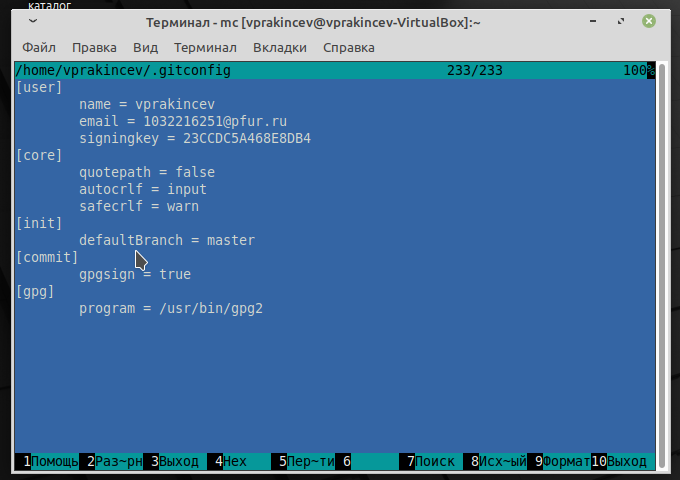 каталог
Терминал - mc [vprakincev@vprakincev-VirtualBox]:~
Файл Правка Вид Терминал Вкладки Справка
/home/vprakincev/.gitconfig 233/233 100%
[user]
name = vprakincev
email = 1032216251@pfur.ru
signingkey = 23CCDC5A468E8DB4
[core]
quotepath = false
autocrlf = input
safecrlf = warn
[init]
defaultBranch = master
[commit]
gpgsign = true
[gpg]
program = /usr/bin/gpg2
1Помощь 2Раз~рн 3Выход 4Hex 5Пер~ти 6 7Поиск 8Исх~ый 9Формат 10Выход